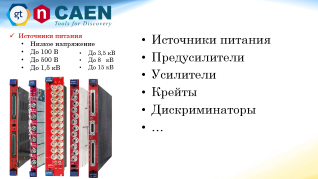 gt n CAEN
Tools for Discovery
✓ Источники питания
• Низкое напряжение
• До 100 В
• До 500 В
• До 1,5 кВ
• До 3,5 кВ
• До 8 кВ
• До 15 кВ
• Источники питания
• Предусилители
• Усилители
• Крейты
• Дискриминаторы
• …